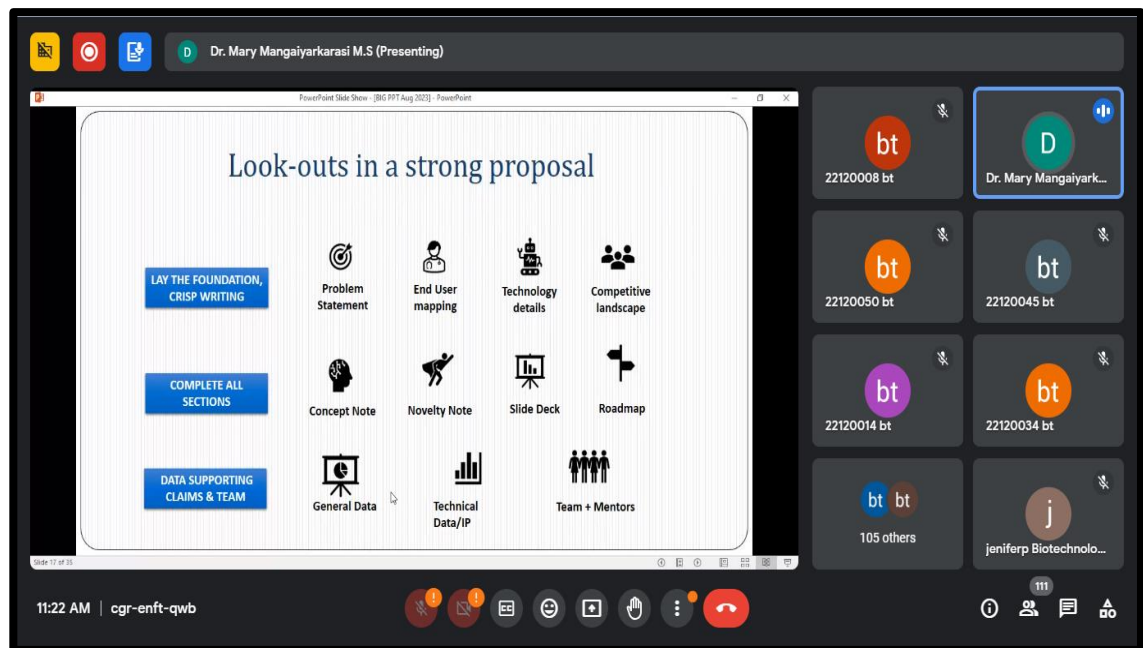 D Dr. Mary Mangaiyarkarasi M.S (Presenting)
PowerPoint Slide Show - [BIG PPT Aug 2023] - PowerPoint
Look-outs in a strong proposal
LAY THE FOUNDATION,
CRISP WRITING
Problem
Statement
End User
mapping
Technology
details
Competitive
landscape
COMPLETE ALL
SECTIONS
Concept Note
Novelty Note
Slide Deck
Roadmap
DATA SUPPORTING
CLAIMS & TEAM
General Data
Technical
Data/IP
Team + Mentors
Slide 17 of 35
bt
22120008 bt
D
Dr. Mary Mangaiyark...
bt
22120050 bt
bt
22120045 bt
bt
22120014 bt
bt
22120034 bt
bt bt
105 others
j
jeniferp Biotechnolo...
11:22 AM | cgr-enft-qwb
CC
111